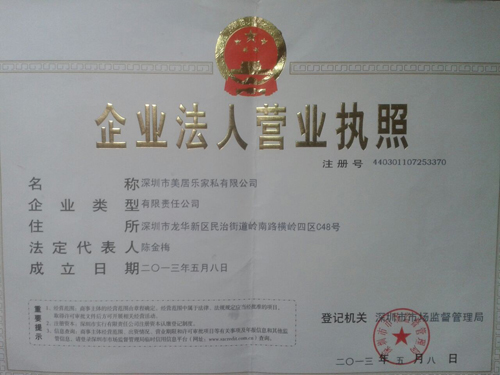 企业法人营业执照
注册号 440301107253370
名称 深圳市美居乐家私有限公司
企业类型 有限责任公司
住所 深圳市龙华新区民治街道岭南路横岭四区C48号
法定代表人 陈金梅
成立日期 二〇一三年五月八日
重要提示
登记机关 深圳市市场监督管理局
二〇一三年五月八日